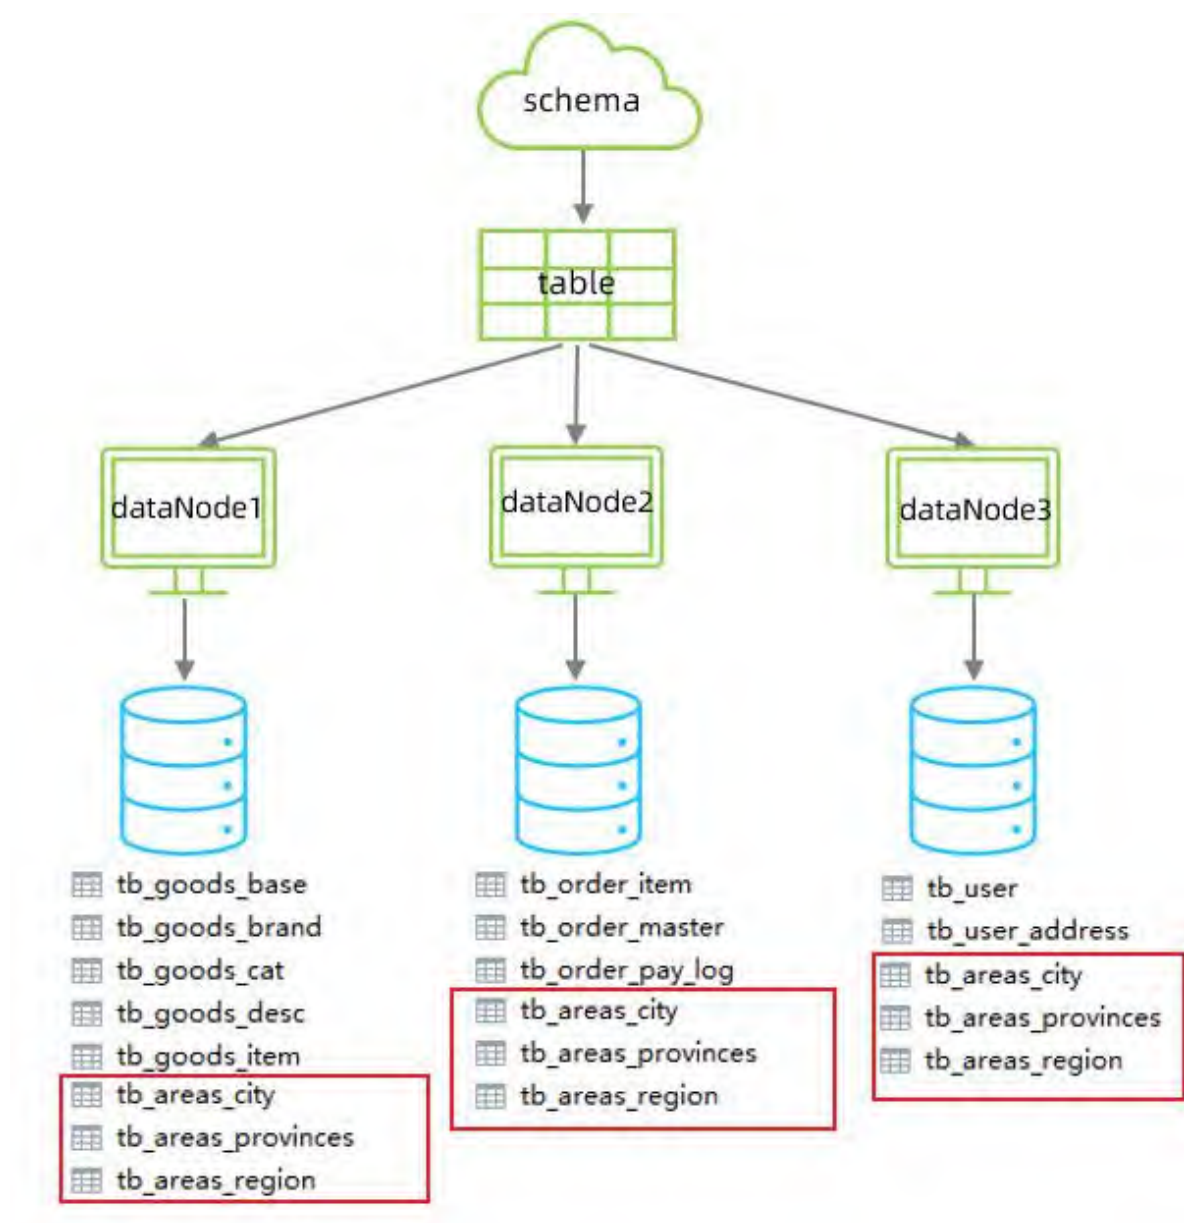 schema
table
dataNode1
dataNode2
dataNode3
tb_goods_base
tb_goods_brand
tb_goods_cat
tb_goods_desc
tb_goods_item
tb_areas_city
tb_areas_provinces
tb_areas_region
tb_order_item
tb_order_master
tb_order_pay_log
tb_areas_city
tb_areas_provinces
tb_areas_region
tb_user
tb_user_address
tb_areas_city
tb_areas_provinces
tb_areas_region